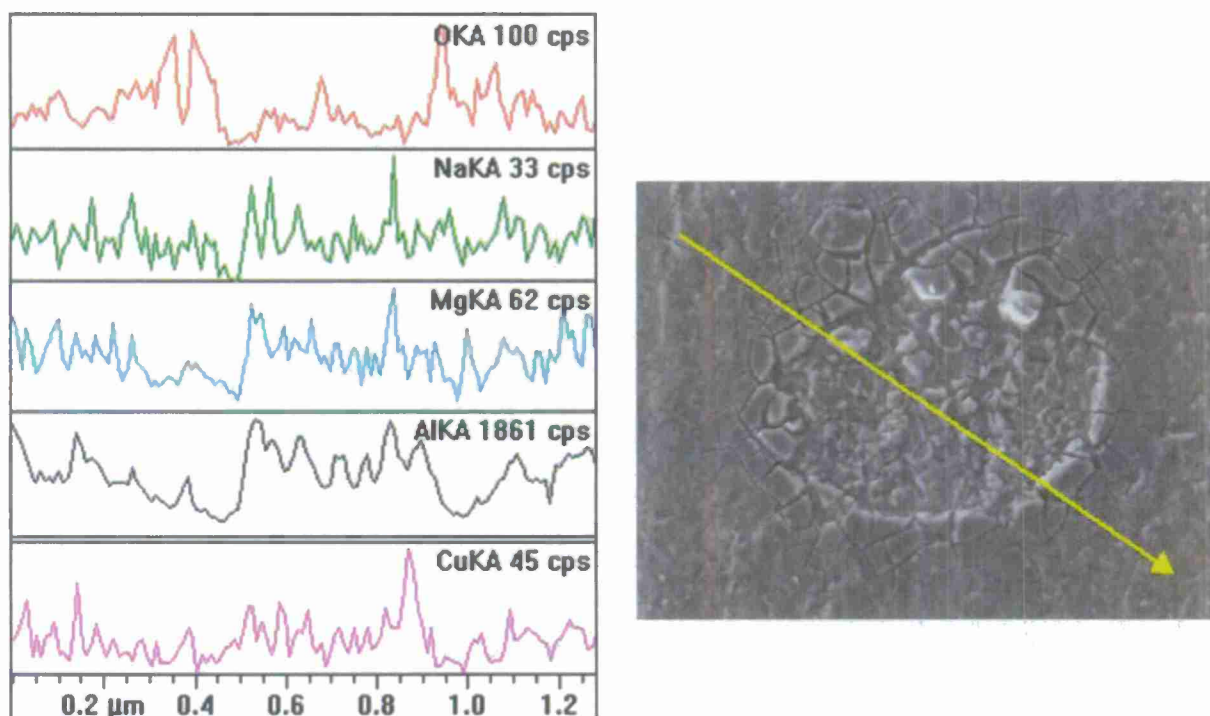 OKA 100 cps
NaKA 33 cps
MgKA 62 cps
AlKA 1861 cps
CuKA 45 cps
0.2 µm 0.4 0.6 0.8 1.0 1.2